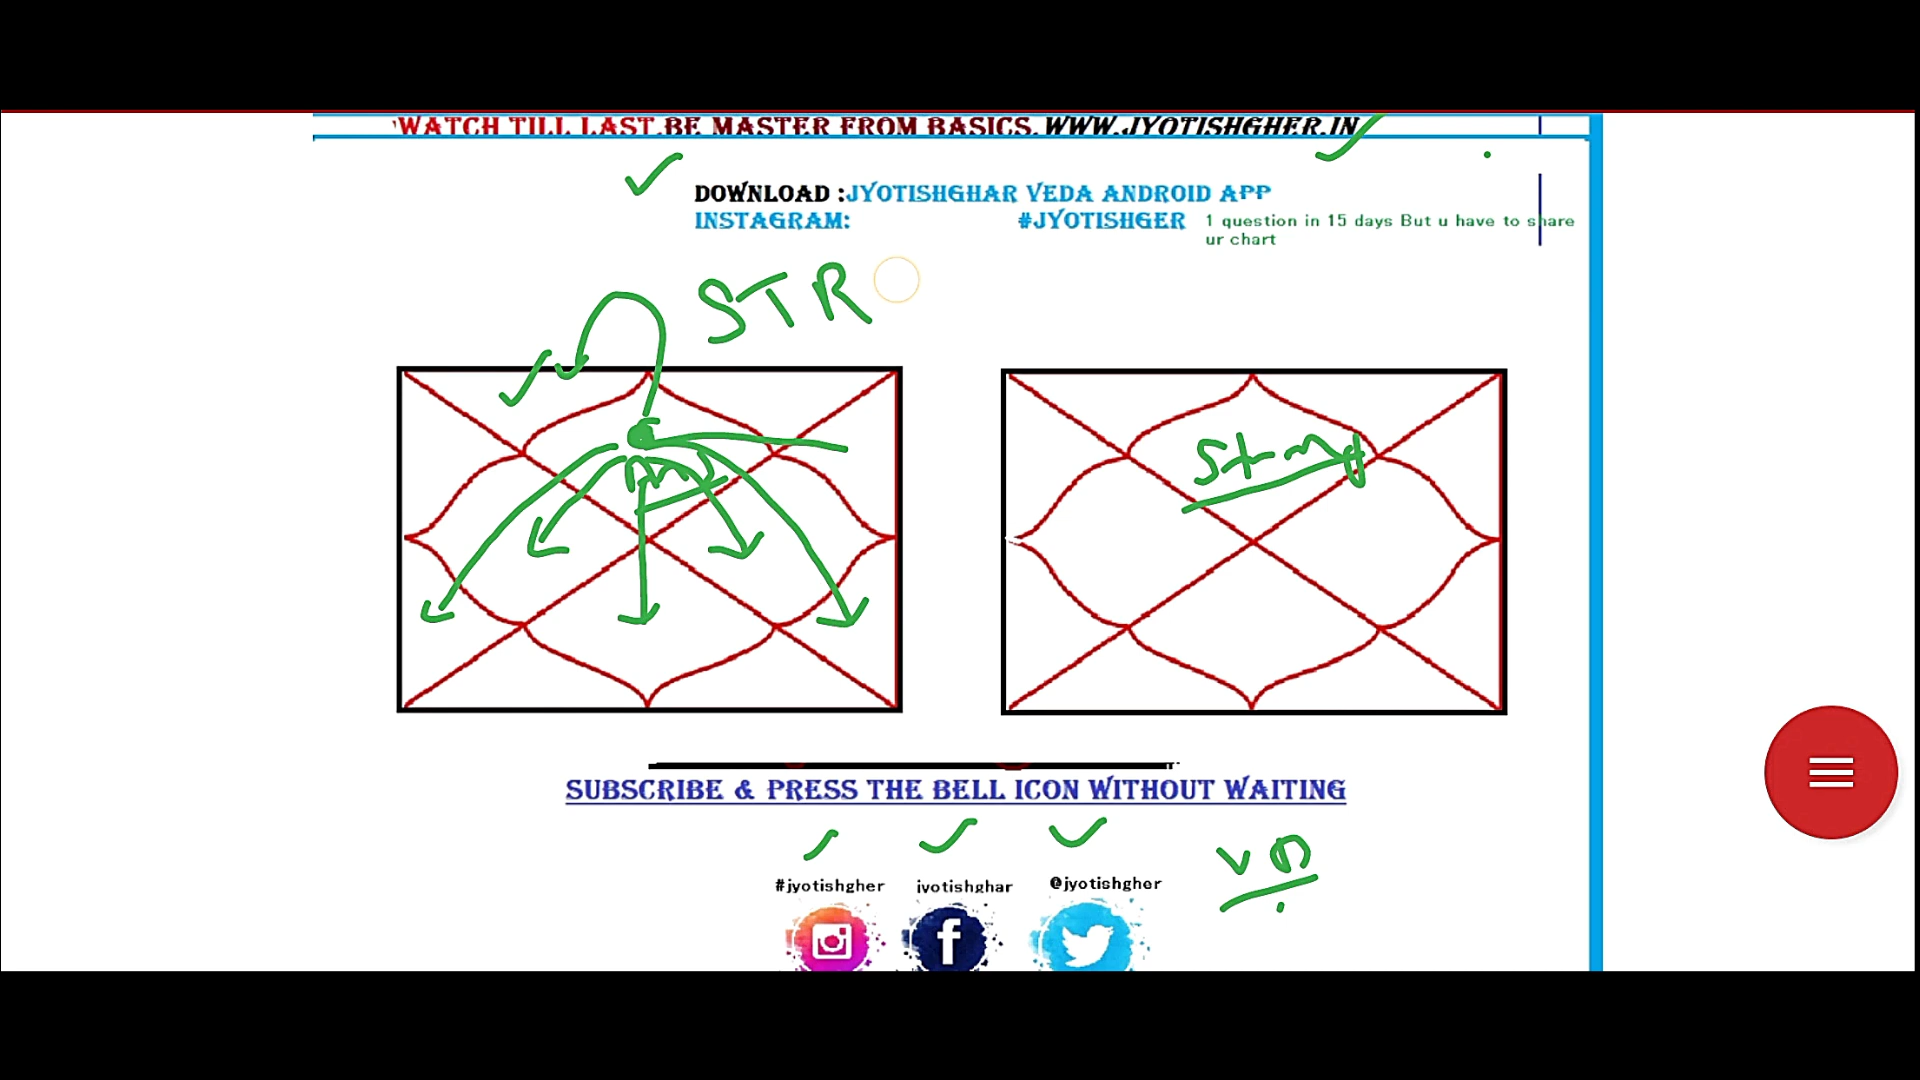 'WATCH TILL LAST.BE MASTER FROM BASICS. WWW.JYOTISHGHER.IN
DOWNLOAD :JYOTISHGHAR VEDA ANDROID APP
INSTAGRAM: #JYOTISHGER
1 question in 15 days But u have to share
ur chart
STR
SUBSCRIBE & PRESS THE BELL ICON WITHOUT WAITING
#jyotishgher jyotishghar @jyotishgher